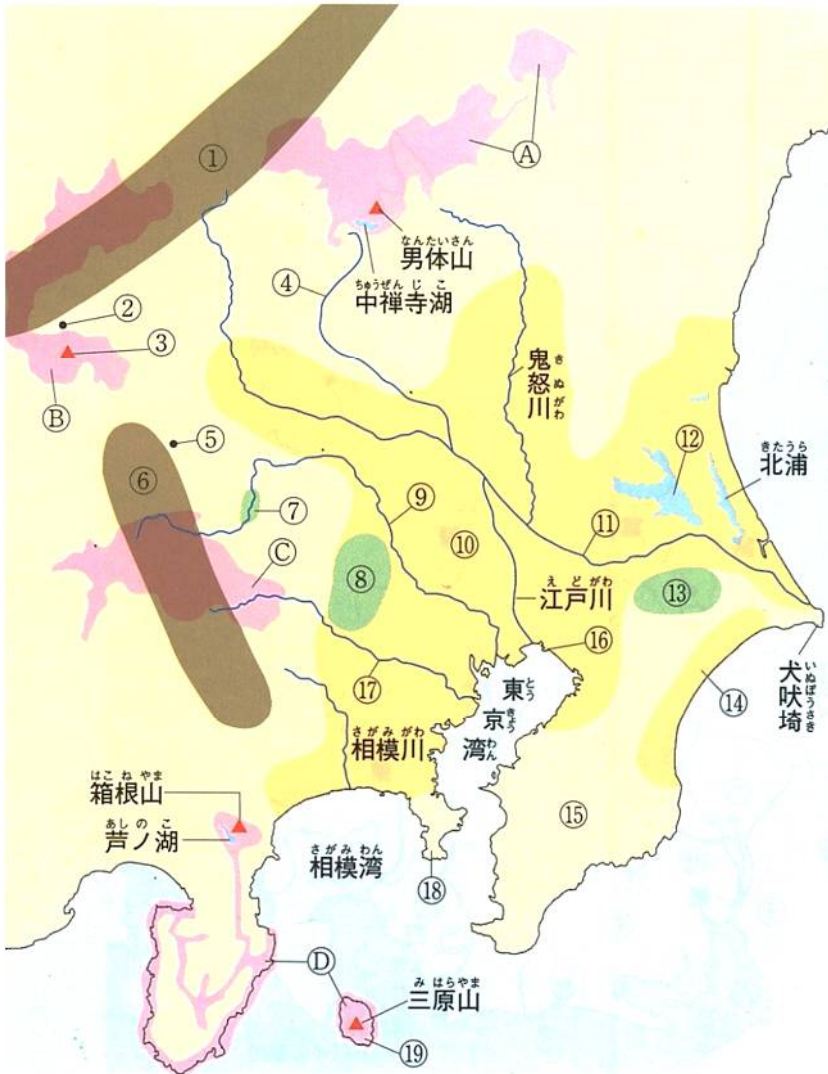 Ⓐ
①
なんたいさん
男体山
④
ちゅうぜんじこ
中禅寺湖
②
③
Ⓑ
きぬがわ
鬼怒川
⑤
⑥
⑫
きたうら
北浦
⑦
⑨
⑩
⑪
Ⓒ
⑧
えどがわ
江戸川
⑬
⑯
⑰
とう
東
きょう
京
わん
湾
⑭
いぬぼうさき
犬吠埼
さがみがわ
相模川
はこねやま
箱根山
あしのこ
芦ノ湖
さがみわん
相模湾
⑱
⑮
Ⓓ
みはらやま
三原山
⑲